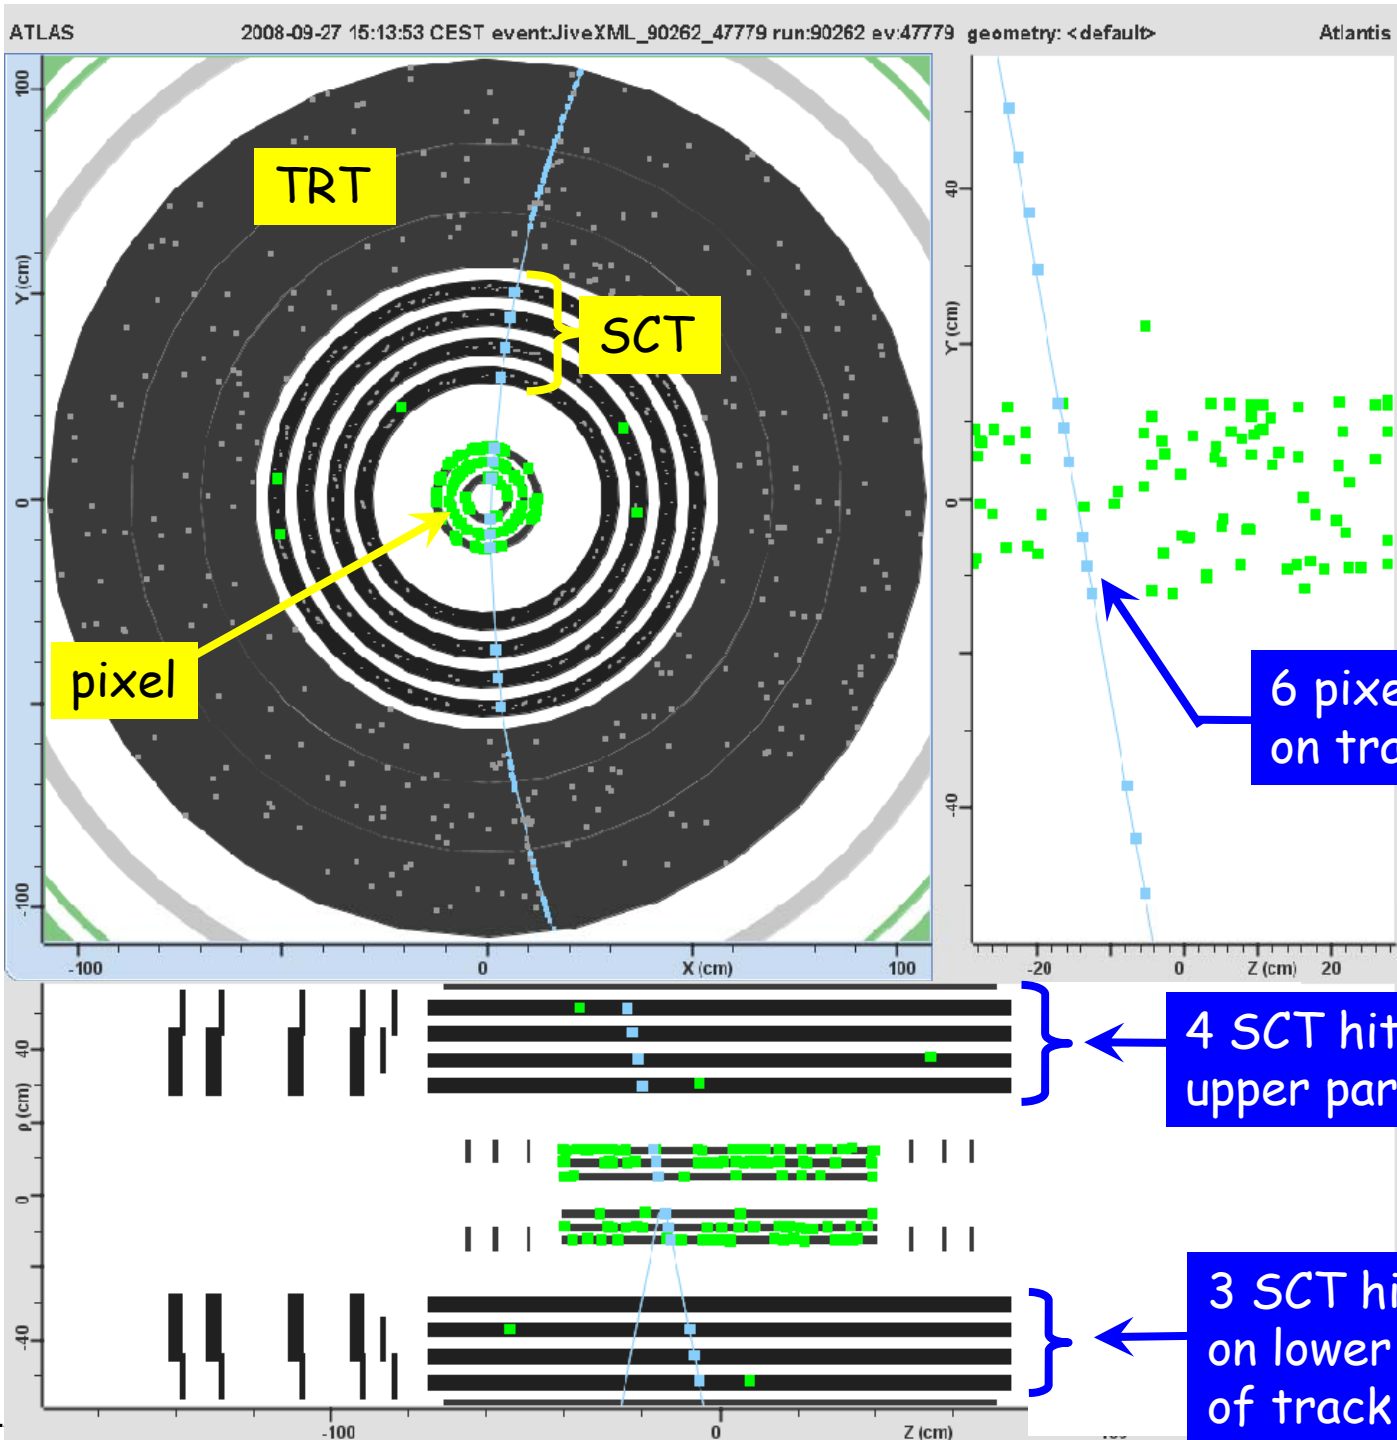 ATLAS 2008-09-27 15:13:53 CEST event:JiveXML_90262_47779 run:90262 ev:47779 geometry: <default> Atlantis
100
Y (cm)
0
-100
TRT
SCT
pixel
-100 0 X (cm) 100
40
Y (cm)
0
-40
-20 0 Z (cm) 20
6 pixe
on tra
40
ρ (cm)
0
-40
4 SCT hit
upper par
3 SCT hi
on lower
of track
-100 0 Z (cm)